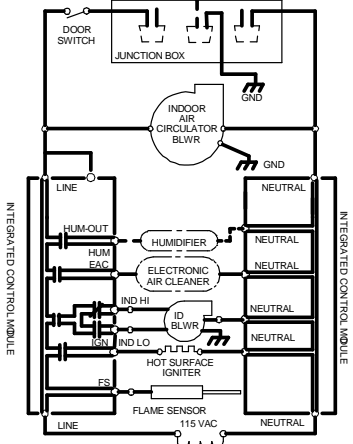 DOOR
SWITCH
JUNCTION BOX
GND
INDOOR
AIR
CIRCULATOR
BLWR
GND
LINE
NEUTRAL
INTEGRATED CONTROL MODULE
INTEGRATED CONTROL MODULE
HUM-OUT
HUM
HUMIDIFIER
NEUTRAL
EAC
ELECTRONIC
AIR CLEANER
NEUTRAL
IND HI
ID
BLWR
NEUTRAL
IGN
IND LO
NEUTRAL
HOT SURFACE
IGNITER
FS
FLAME SENSOR
LINE
115 VAC
NEUTRAL